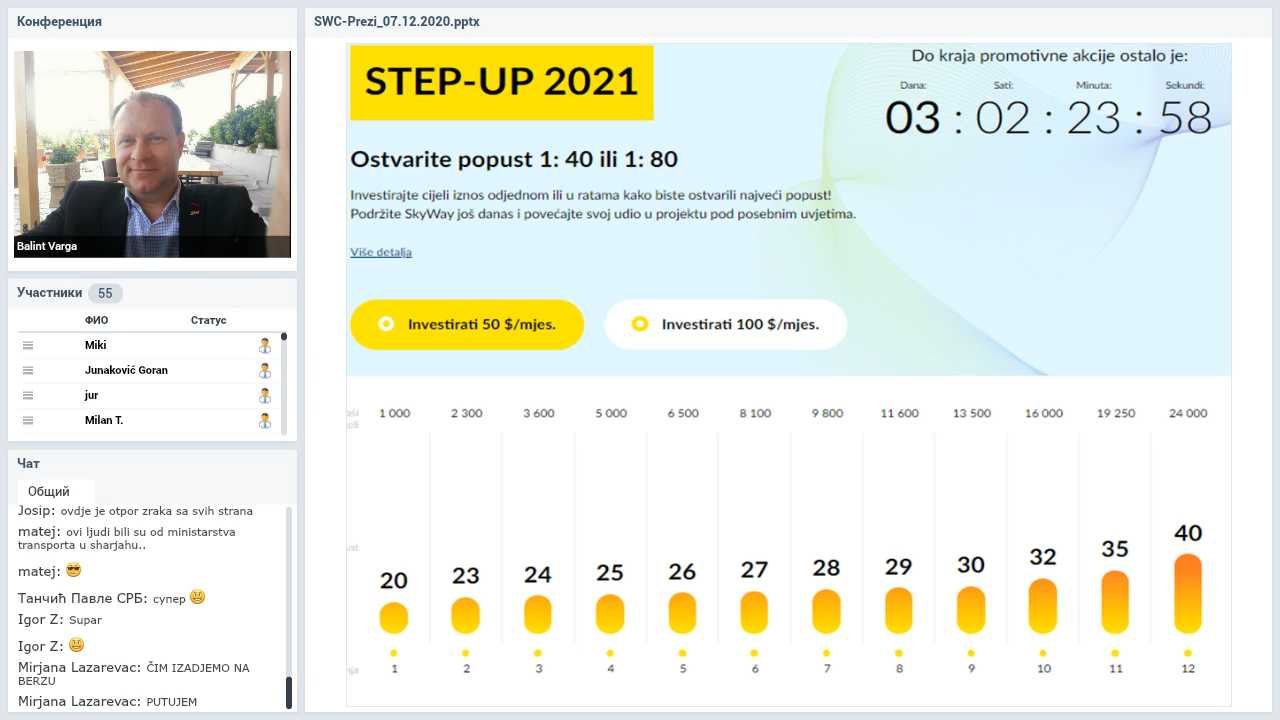 Конференция
Balint Varga
Участники 55
ФИО Статус
Miki
Junaković Goran
jur
Milan T.
Чат
Общий
Josip: ovdje je otpor zraka sa svih strana
matej: ovi ljudi bili su od ministarstva
transporta u sharjahu..
matej:
Танчић Павле СРБ: супер
Igor Z: Supar
Igor Z:
Mirjana Lazarevac: ČIM IZADJEMO NA
BERZU
Mirjana Lazarevac: PUTUJEM
SWC-Prezi_07.12.2020.pptx
STEP-UP 2021
Do kraja promotivne akcije ostalo je:
Dana: Sati: Minuta: Sekundi:
03 : 02 : 23 : 58
Ostvarite popust 1: 40 ili 1: 80
Investirajte cijeli iznos odjednom ili u ratama kako biste ostvarili najveći popust!
Podržite SkyWay još danas i povećajte svoj udio u projektu pod posebnim uvjetima.
Više detalja
Investirati 50 $/mjes. Investirati 100 $/mjes.
1 000 2 300 3 600 5 000 6 500 8 100 9 800 11 600 13 500 16 000 19 250 24 000
20 23 24 25 26 27 28 29 30 32 35 40
1 2 3 4 5 6 7 8 9 10 11 12